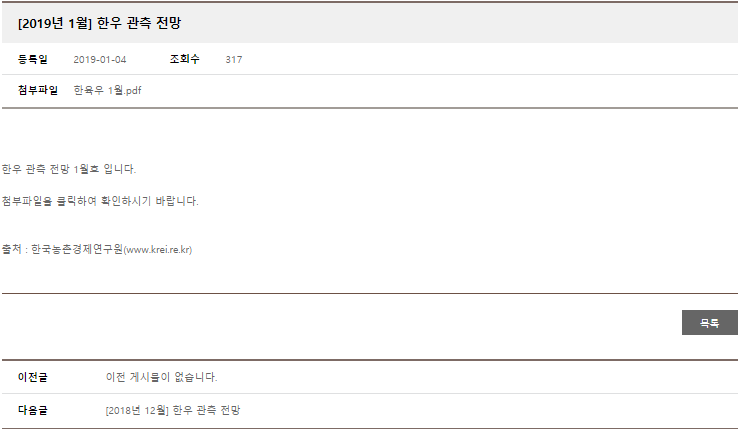 [2019년 1월] 한우 관측 전망
등록일 2019-01-04 조회수 317
첨부파일 한육우 1월.pdf
한우 관측 전망 1월호 입니다.
첨부파일을 클릭하여 확인하시기 바랍니다.
출처 : 한국농촌경제연구원(www.krei.re.kr)
목록
이전글 이전 게시물이 없습니다.
다음글 [2018년 12월] 한우 관측 전망